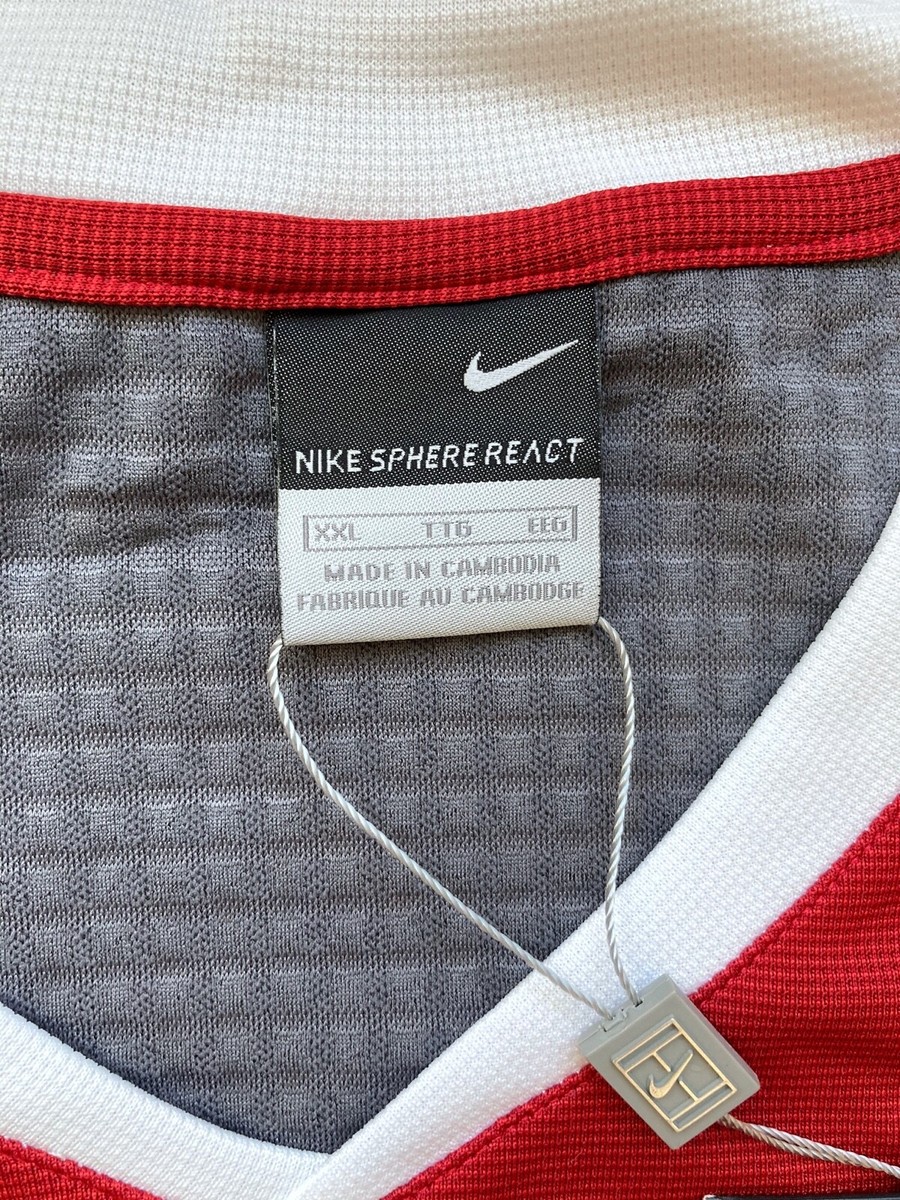 NIKE SPHERE REACT
XXL TTG EEG
MADE IN CAMBODIA
FABRIQUE AU CAMBODGE